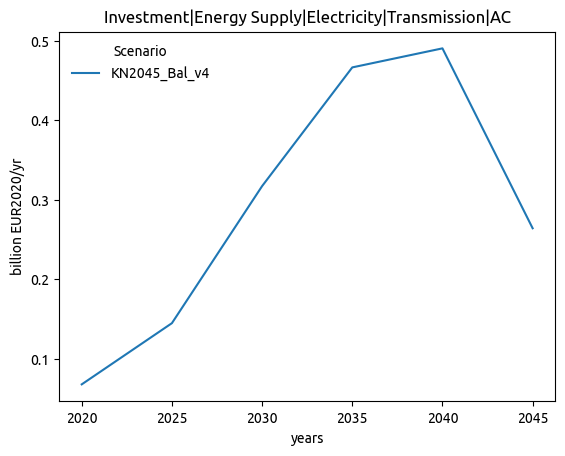 Investment|Energy Supply|Electricity|Transmission|AC
Scenario
KN2045_Bal_v4
billion EUR2020/yr
0.5
0.4
0.3
0.2
0.1
2020 2025 2030 2035 2040 2045
years